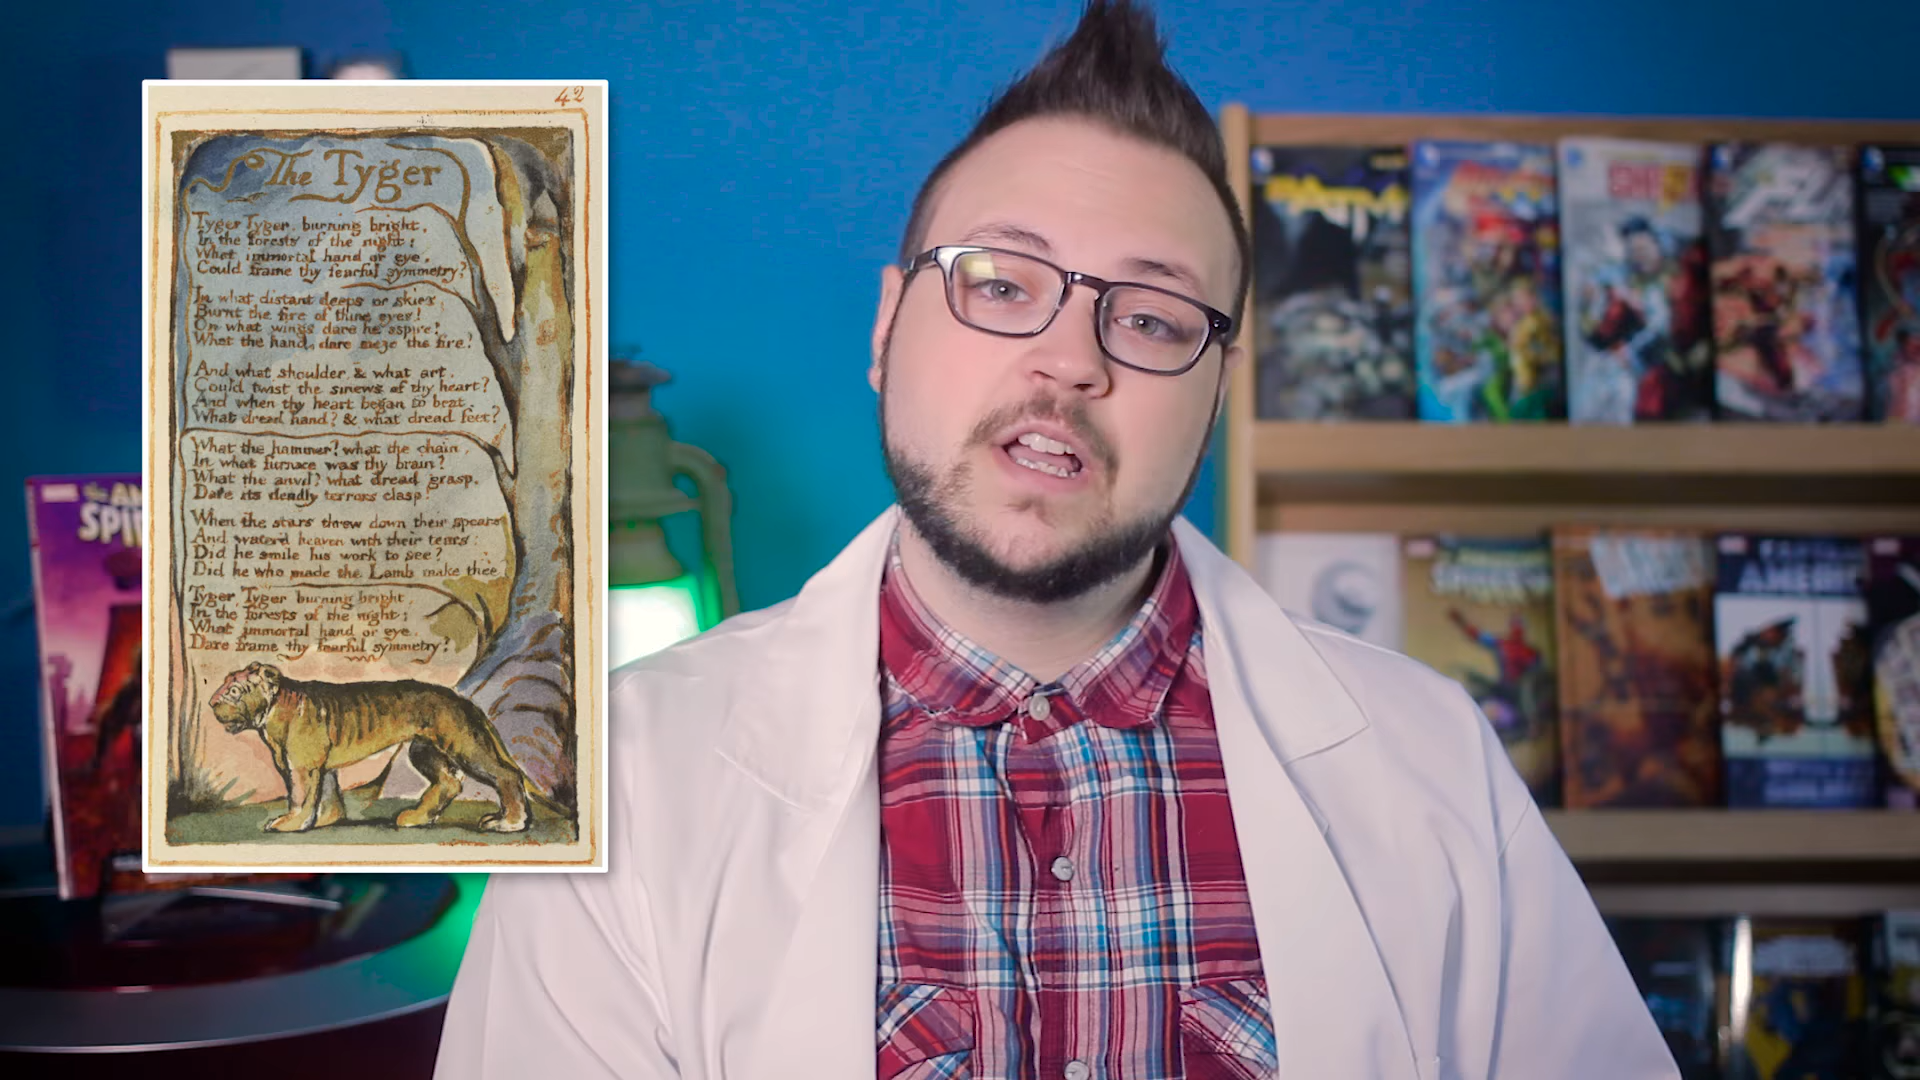 42
The Tyger
Tyger Tyger, burning bright,
In the forests of the night:
What immortal hand or eye,
Could frame thy fearful symmetry?
In what distant deeps or skies,
Burnt the fire of thine eyes!
On what wings dare he aspire!
What the hand, dare sieze the fire?
And what shoulder, & what art,
Could twist the sinews of thy heart?
And when thy heart began to beat,
What dread hand? & what dread feet?
What the hammer? what the chain,
In what furnace was thy brain?
What the anvil? what dread grasp,
Dare its deadly terrors clasp!
When the stars threw down their spears
And water'd heaven with their tears:
Did he smile his work to see?
Did he who made the Lamb make thee
Tyger Tyger burning bright,
In the forests of the night:
What immortal hand or eye,
Dare frame thy fearful symmetry?